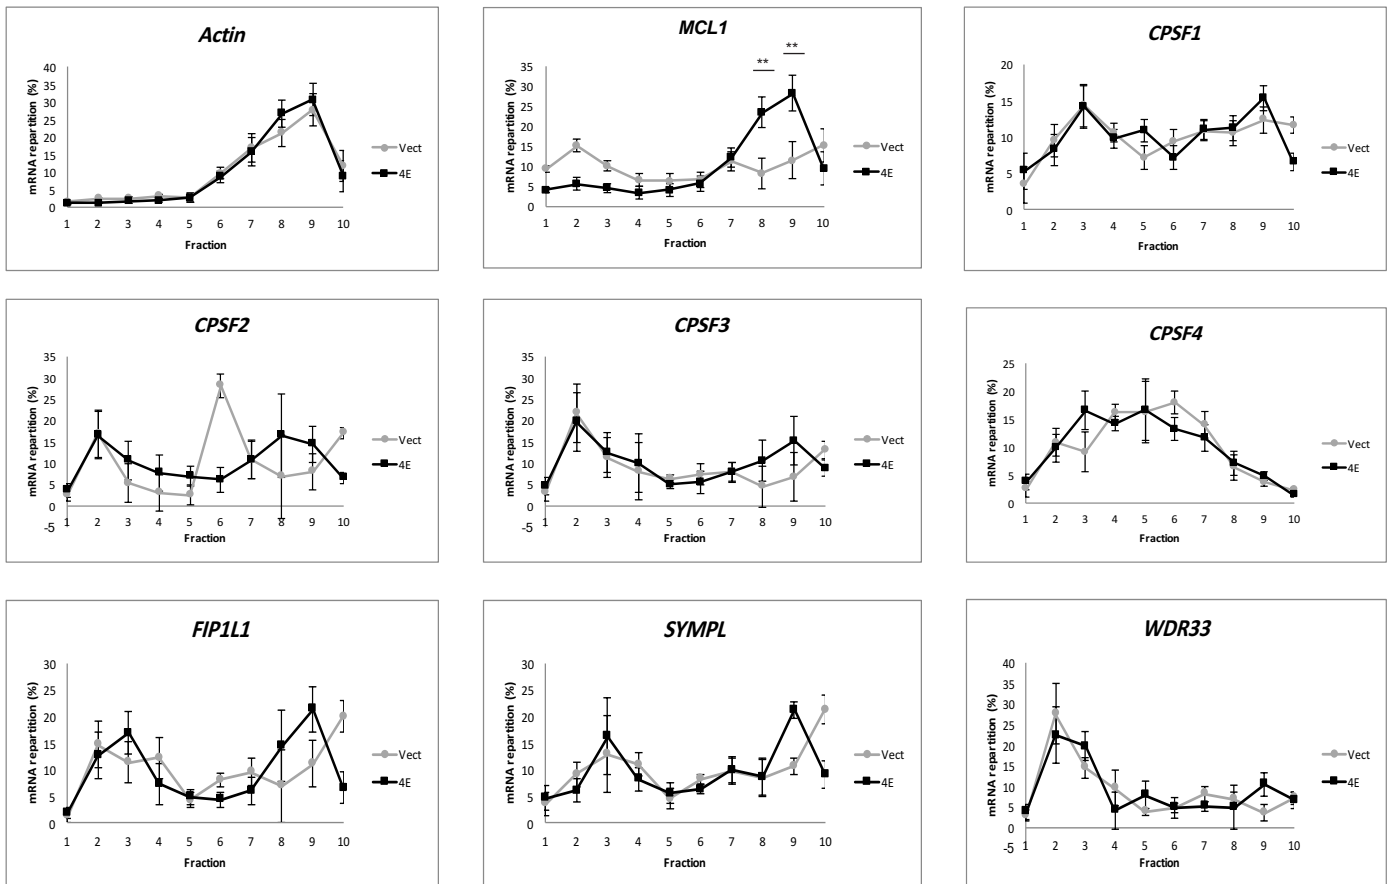 Actin
mRNA repartition (%)
40
35
30
25
20
15
10
5
0
1 2 3 4 5 6 7 8 9 10
Fraction
Vect
4E
MCL1
** **
mRNA repartition (%)
35
30
25
20
15
10
5
0
1 2 3 4 5 6 7 8 9 10
Fraction
Vect
4E
CPSF1
mRNA repartition (%)
20
15
10
5
0
1 2 3 4 5 6 7 8 9 10
Fraction
Vect
4E
CPSF2
mRNA repartition (%)
35
30
25
20
15
10
5
0
-5
1 2 3 4 5 6 7 8 9 10
Fraction
Vect
4E
CPSF3
mRNA repartition (%)
35
30
25
20
15
10
5
0
-5
1 2 3 4 5 6 7 8 9 10
Fraction
Vect
4E
CPSF4
mRNA repartition (%)
25
20
15
10
5
0
1 2 3 4 5 6 7 8 9 10
Fraction
Vect
4E
FIP1L1
mRNA repartition (%)
30
25
20
15
10
5
0
1 2 3 4 5 6 7 8 9 10
Fraction
Vect
4E
SYMPL
mRNA repartition (%)
30
25
20
15
10
5
0
1 2 3 4 5 6 7 8 9 10
Fraction
Vect
4E
WDR33
mRNA repartition (%)
40
35
30
25
20
15
10
5
0
-5
1 2 3 4 5 6 7 8 9 10
Fraction
Vect
4E